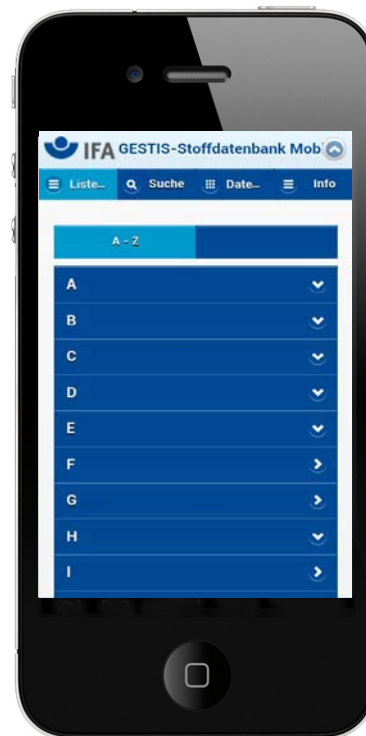 IFA GESTIS-Stoffdatenbank Mob
Liste… Suche Date… Info
A - Z
A
B
C
D
E
F
G
H
I